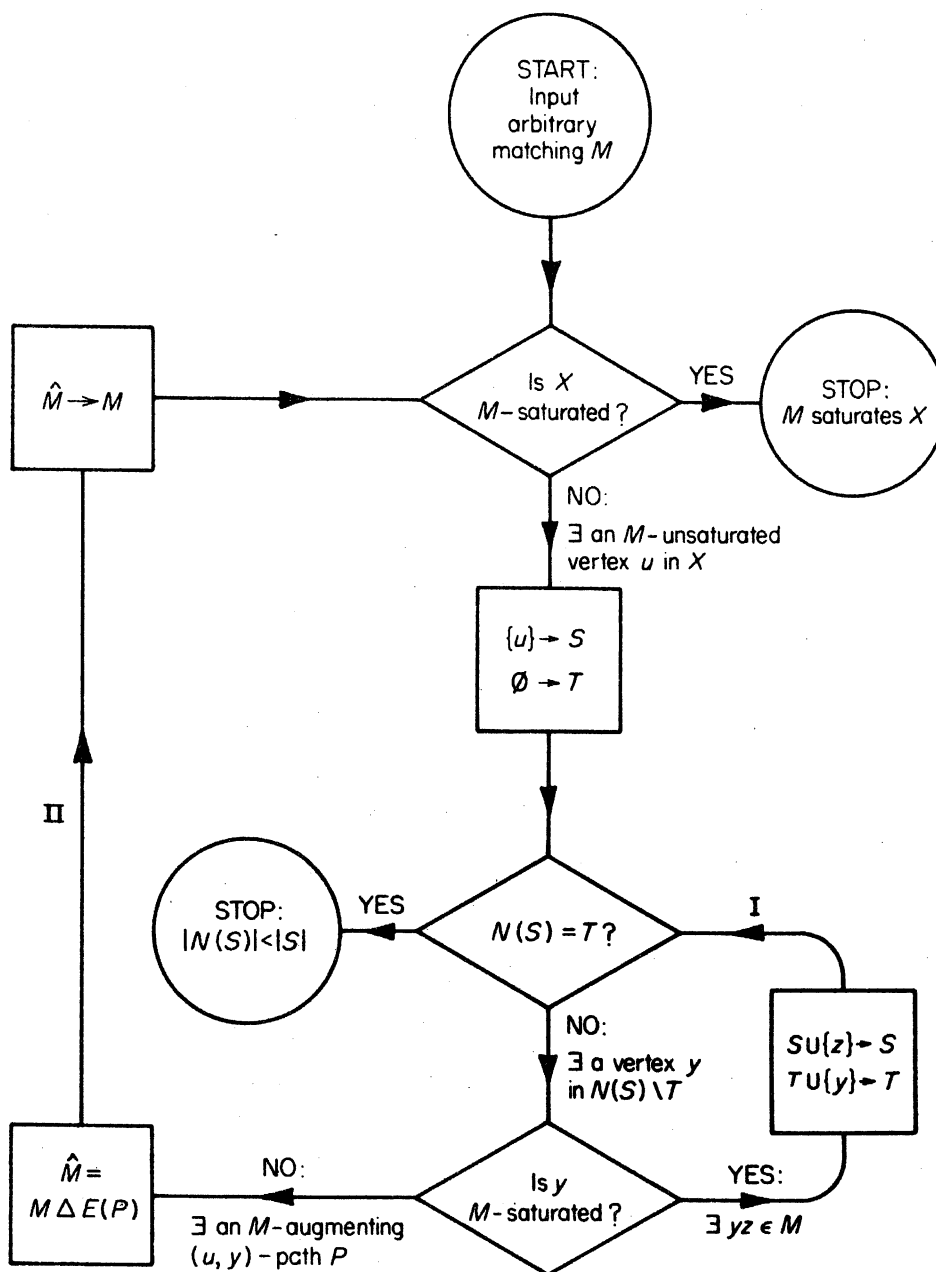 START:
Input
arbitrary
matching M
Is X
M-saturated?
YES
STOP:
M saturates X
M̂ → M
NO:
∃ an M-unsaturated
vertex u in X
{u} → S
Ø → T
II
N(S) = T?
YES
STOP:
|N(S)|<|S|
I
NO:
∃ a vertex y
in N(S) \T
S∪{z} → S
T∪{y} → T
Is y
M-saturated?
YES:
∃ yz ϵ M
NO:
∃ an M-augmenting
(u, y)-path P
M̂ =
M Δ E(P)